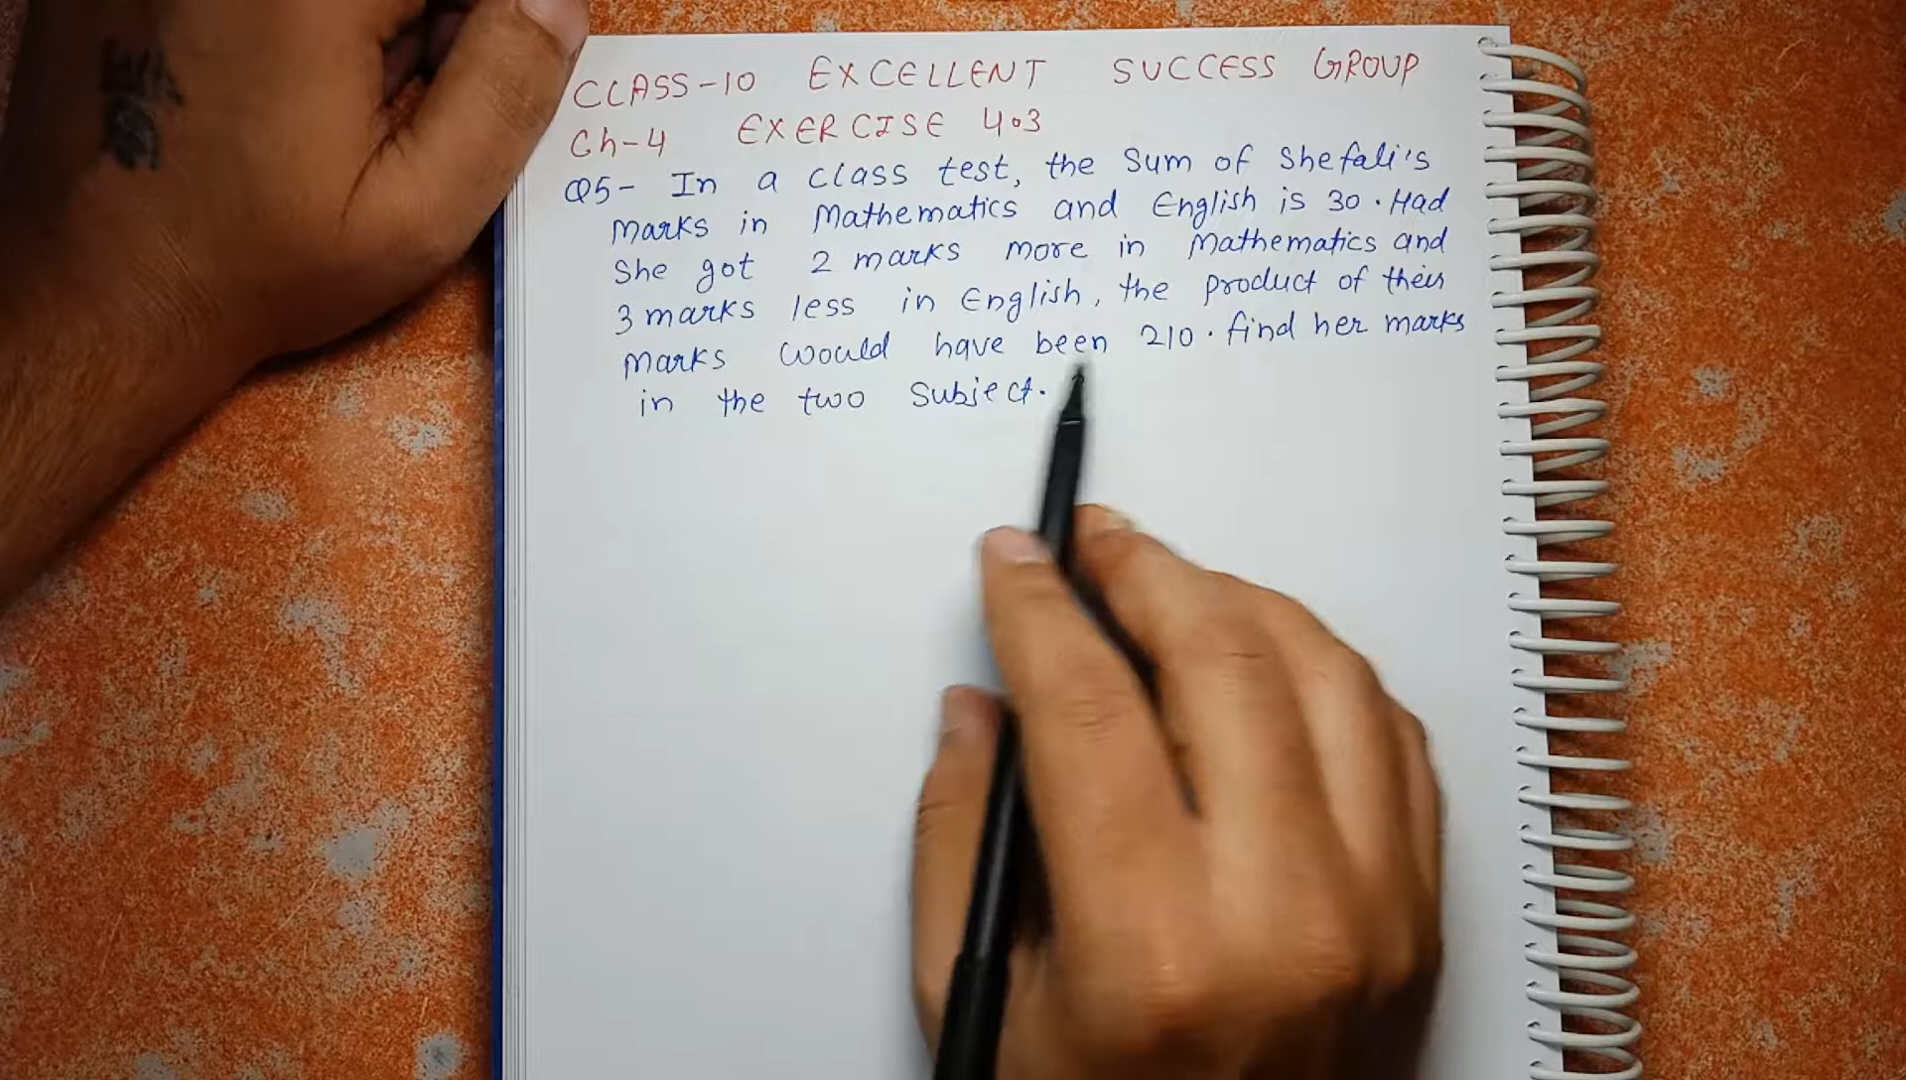 CLASS-10 EXCELLENT SUCCESS GROUP
Ch-4 EXERCISE 4.3
Q5- In a class test, the sum of Shefali's
marks in Mathematics and English is 30. Had
she got 2 marks more in Mathematics and
3 marks less in English, the product of their
marks would have been 210. find her marks
in the two subject.